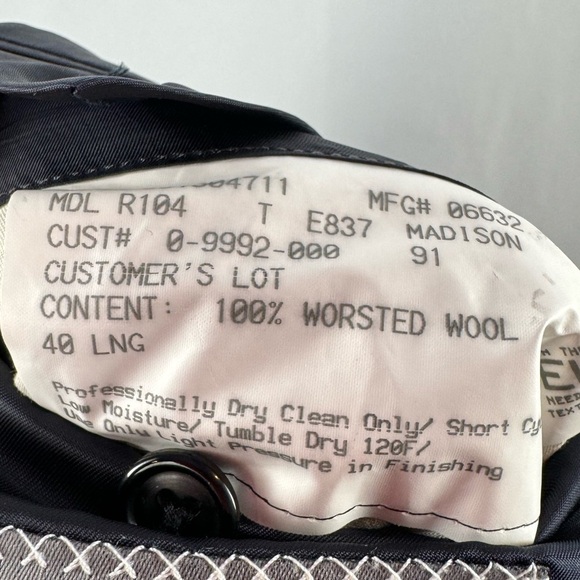 MDL R104 T E837 MFG# 06632
CUST# 0-9992-000 MADISON
CUSTOMER'S LOT 91
CONTENT: 100% WORSTED WOOL
40 LNG
Professionally Dry Clean Only/ Short
Low Moisture/ Tumble Dry 120F/
Use Only Light Pressure in Finishing